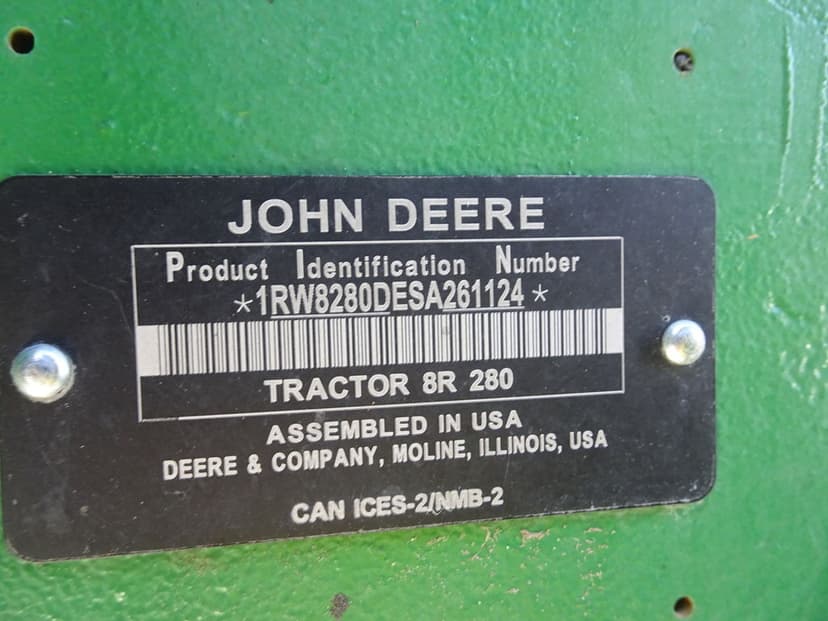 JOHN DEERE
Product Identification Number
*1RW8280DESA261124*
TRACTOR 8R 280
ASSEMBLED IN USA
DEERE & COMPANY, MOLINE, ILLINOIS, USA
CAN ICES-2/NMB-2